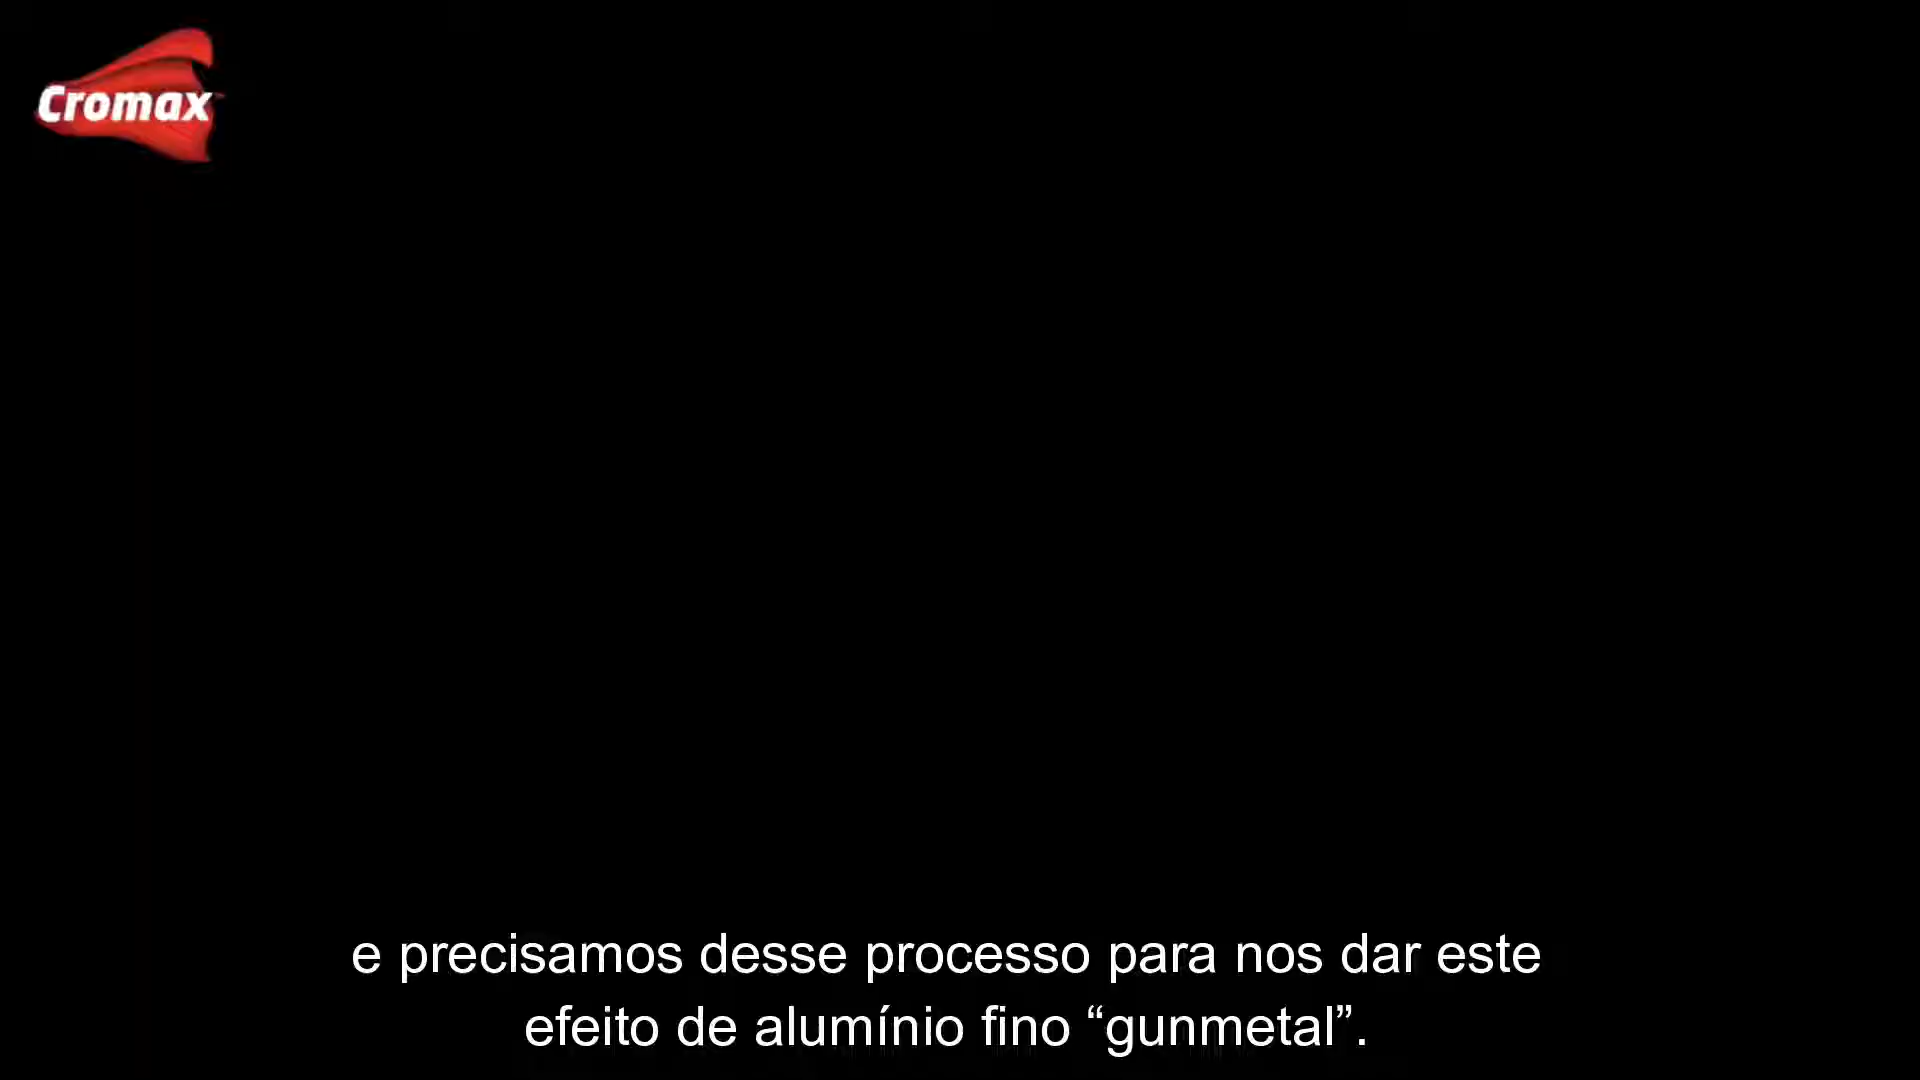 Cromax
e precisamos desse processo para nos dar este
efeito de alumínio fino “gunmetal”.